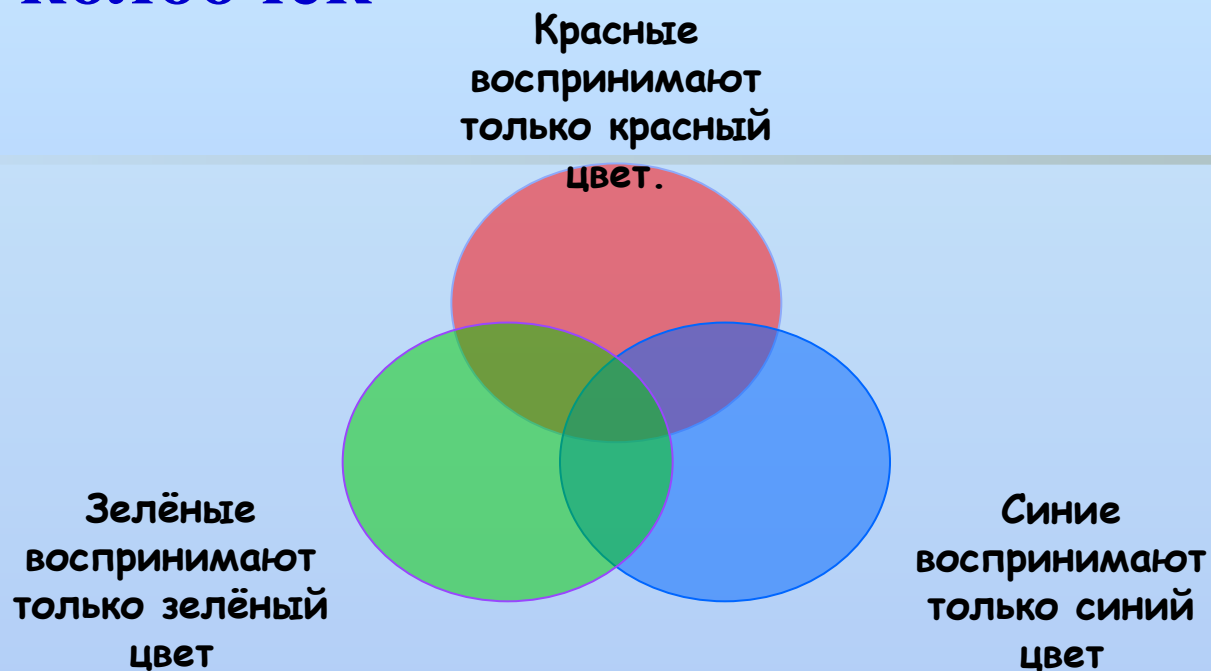 Красные
воспринимают
только красный
цвет.
Зелёные
воспринимают
только зелёный
цвет
Синие
воспринимают
только синий
цвет